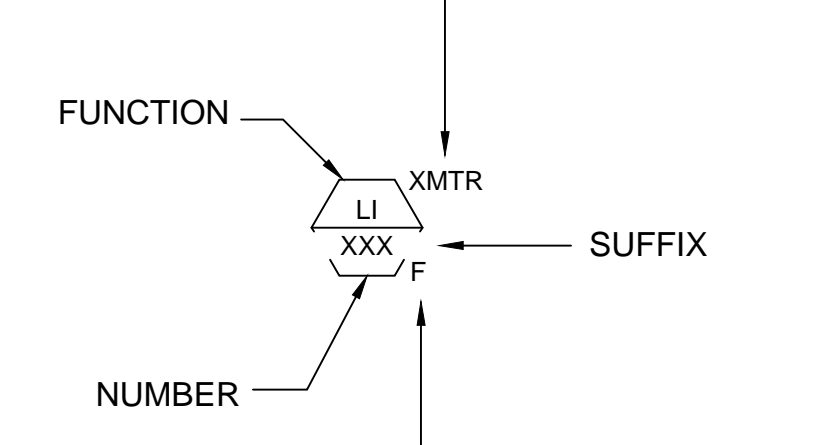 FUNCTION
XMTR
LI
XXX
SUFFIX
F
NUMBER